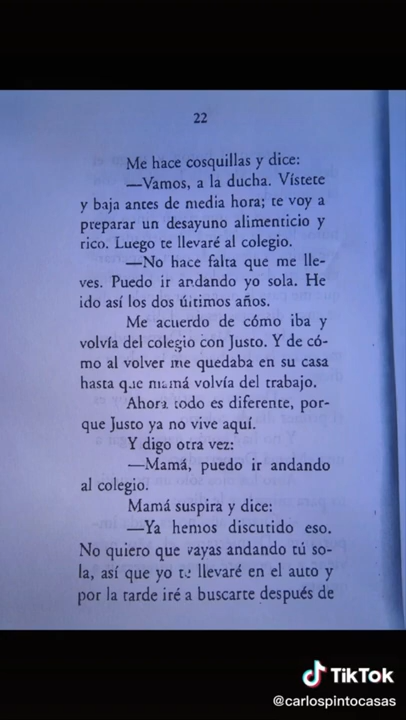 22
Me hace cosquillas y dice:
—Vamos, a la ducha. Vístete
y baja antes de media hora; te voy a
preparar un desayuno alimenticio y
rico. Luego te llevaré al colegio.
—No hace falta que me lle-
ves. Puedo ir andando yo sola. He
ido así los dos últimos años.
Me acuerdo de cómo iba y
volvía del colegio con Justo. Y de có-
mo al volver me quedaba en su casa
hasta que mamá volvía del trabajo.
Ahora todo es diferente, por-
que Justo ya no vive aquí.
Y digo otra vez:
—Mamá, puedo ir andando
al colegio.
Mamá suspira y dice:
—Ya hemos discutido eso.
No quiero que vayas andando tú so-
la, así que yo te llevaré en el auto y
por la tarde iré a buscarte después de
TikTok
@carlospintocasas